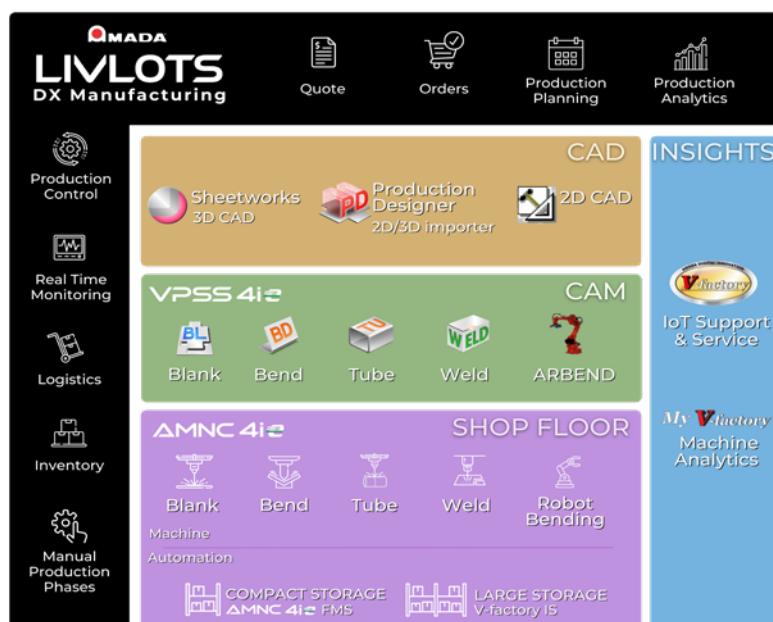 AMADA
LIVLOTS
DX Manufacturing
Quote
Orders
Production
Planning
Production
Analytics
Production
Control
Real Time
Monitoring
Logistics
Inventory
Manual
Production
Phases
CAD
Sheetworks
3D CAD
PD
Production
Designer
2D/3D importer
2D CAD
VPSS 4ie
CAM
BL
Blank
BD
Bend
TU
Tube
WELD
Weld
ARBEND
AMNC 4ie
SHOP FLOOR
Blank
Bend
Tube
Weld
Robot
Bending
Machine
Automation
COMPACT STORAGE
AMNC 4ie FMS
LARGE STORAGE
V-factory IS
INSIGHTS
V-factory
IoT Support
& Service
My V-factory
Machine
Analytics